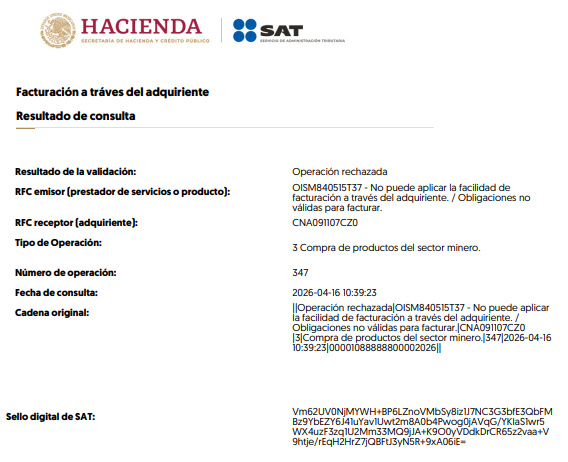 HACIENDA
SECRETARÍA DE HACIENDA Y CRÉDITO PÚBLICO
SAT
SERVICIO DE ADMINISTRACIÓN TRIBUTARIA
Facturación a tráves del adquiriente
Resultado de consulta
Resultado de la validación: Operación rechazada
RFC emisor (prestador de servicios o producto): OISM840515T37 - No puede aplicar la facilidad de
facturación a través del adquiriente. / Obligaciones no
válidas para facturar.
RFC receptor (adquiriente): CNA091107CZ0
Tipo de Operación: 3 Compra de productos del sector minero.
Número de operación: 347
Fecha de consulta: 2026-04-16 10:39:23
Cadena original: ||Operación rechazada|OISM840515T37 - No puede aplicar
la facilidad de facturación a través del adquiriente. /
Obligaciones no válidas para facturar.|CNA091107CZ0
|3|Compra de productos del sector minero.|347|2026-04-16
10:39:23|00001088888800002026||
Sello digital de SAT: Vm62UV0NjMYWH+BP6LZnoVMbSy8iz1J7NC3G3bfE3QbFM
Bz9YbEZY6J41uYav1Uwt2m8A0b4Pwog0jAVqG/YKIaS1wr5
WX4uzF3zq1U2Mm33MQ9jJA+K9O0yVDdkDrCR65z2vaa+V
9htje/rEqH2HrZ7jQBFtJ3yN5R+9xA06iE=